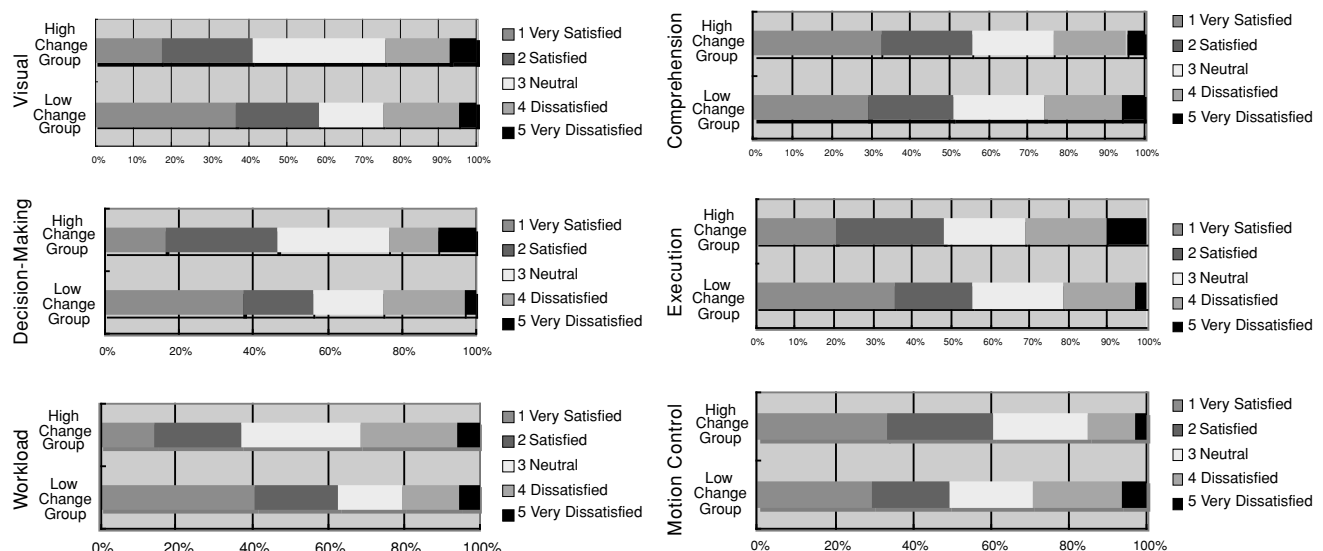 Visual
High
Change
Group
Low
Change
Group
0% 10% 20% 30% 40% 50% 60% 70% 80% 90% 100%
1 Very Satisfied
2 Satisfied
3 Neutral
4 Dissatisfied
5 Very Dissatisfied
Comprehension
High
Change
Group
Low
Change
Group
0% 10% 20% 30% 40% 50% 60% 70% 80% 90% 100%
1 Very Satisfied
2 Satisfied
3 Neutral
4 Dissatisfied
5 Very Dissatisfied
Decision-Making
High
Change
Group
Low
Change
Group
0% 20% 40% 60% 80% 100%
1 Very Satisfied
2 Satisfied
3 Neutral
4 Dissatisfied
5 Very Dissatisfied
Execution
High
Change
Group
Low
Change
Group
0% 10% 20% 30% 40% 50% 60% 70% 80% 90% 100%
1 Very Satisfied
2 Satisfied
3 Neutral
4 Dissatisfied
5 Very Dissatisfied
Workload
High
Change
Group
Low
Change
Group
0% 20% 40% 60% 80% 100%
1 Very Satisfied
2 Satisfied
3 Neutral
4 Dissatisfied
5 Very Dissatisfied
Motion Control
High
Change
Group
Low
Change
Group
0% 20% 40% 60% 80% 100%
1 Very Satisfied
2 Satisfied
3 Neutral
4 Dissatisfied
5 Very Dissatisfied